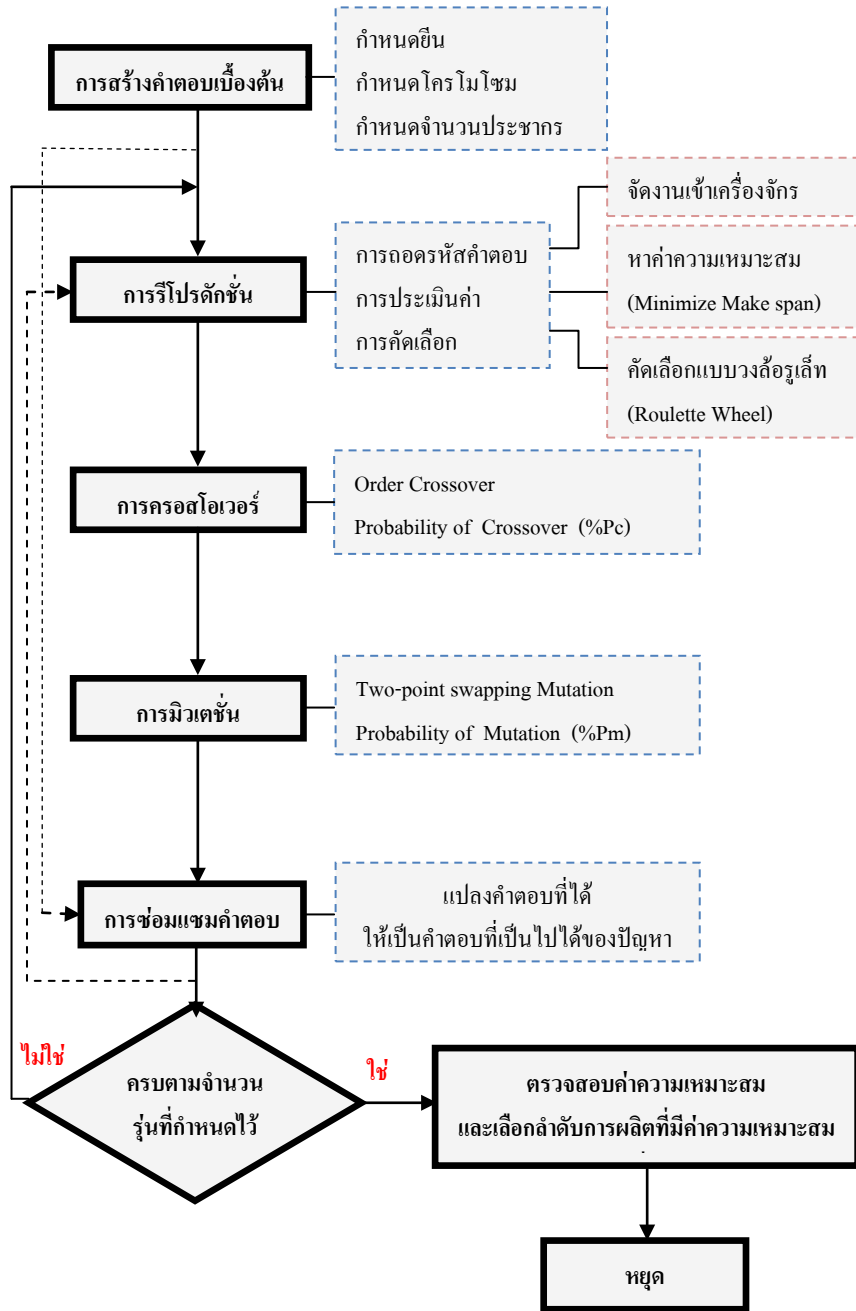 การสร้างคำตอบเบื้องต้น
กำหนดยีน
กำหนดโครโมโซม
กำหนดจำนวนประชากร
การรีโปรดักชั่น
การถอดรหัสคำตอบ
การประเมินค่า
การคัดเลือก
จัดงานเข้าเครื่องจักร
หาค่าความเหมาะสม
(Minimize Make span)
คัดเลือกแบบวงล้อรูเล็ท
(Roulette Wheel)
การครอสโอเวอร์
Order Crossover
Probability of Crossover (%Pc)
การมิวเตชั่น
Two-point swapping Mutation
Probability of Mutation (%Pm)
การซ่อมแซมคำตอบ
แปลงคำตอบที่ได้
ให้เป็นคำตอบที่เป็นไปได้ของปัญหา
ไม่ใช่
ครบตามจำนวน
รุ่นที่กำหนดไว้
ใช่
ตรวจสอบค่าความเหมาะสม
และเลือกลำดับการผลิตที่มีค่าความเหมาะสม
หยุด